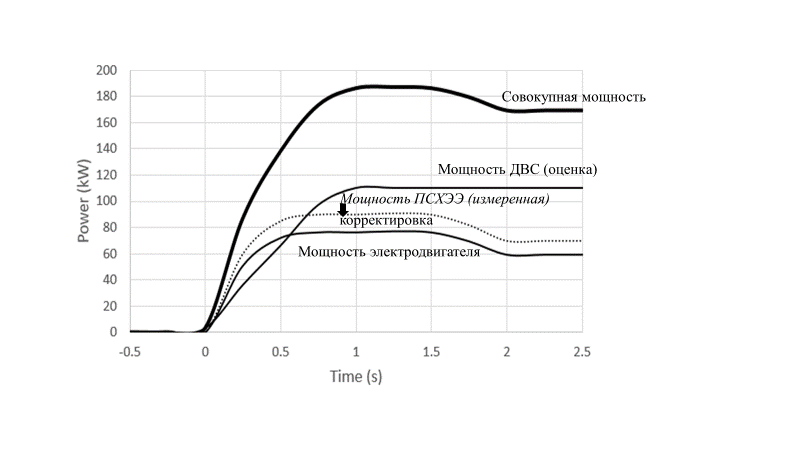 200
180
Совокупная мощность
160
140
120
Мощность ДВС (оценка)
100
Мощность ПСХЭЭ (измеренная)
80
корректировка
60
Мощность электродвигателя
40
20
0
Power (kW)
-0.5 0 0.5 1 1.5 2 2.5
Time (s)